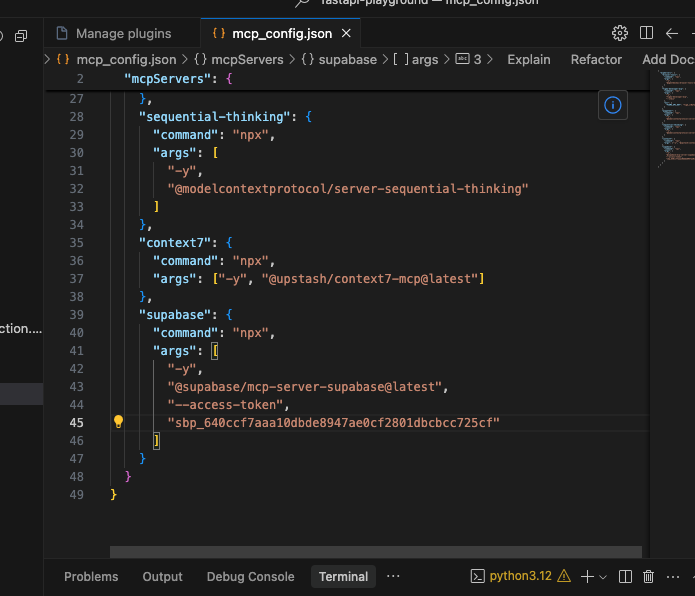 fastapi-playground — mcp_config.json
Manage plugins
{ } mcp_config.json ×
{ } mcp_config.json > { } mcpServers > { } supabase > [ ] args > abc 3 > Explain Refactor Add Docs
2 "mcpServers": {
27 },
28 "sequential-thinking": {
29 "command": "npx",
30 "args": [
31 "-y",
32 "@modelcontextprotocol/server-sequential-thinking"
33 ]
34 },
35 "context7": {
36 "command": "npx",
37 "args": ["-y", "@upstash/context7-mcp@latest"]
38 },
39 "supabase": {
40 "command": "npx",
41 "args": [
42 "-y",
43 "@supabase/mcp-server-supabase@latest",
44 "--access-token",
45 "sbp_640ccf7aaa10dbde8947ae0cf2801dbcbcc725cf"
46 ]
47 }
48 }
49 }
ction....
Problems Output Debug Console Terminal ··· python3.12